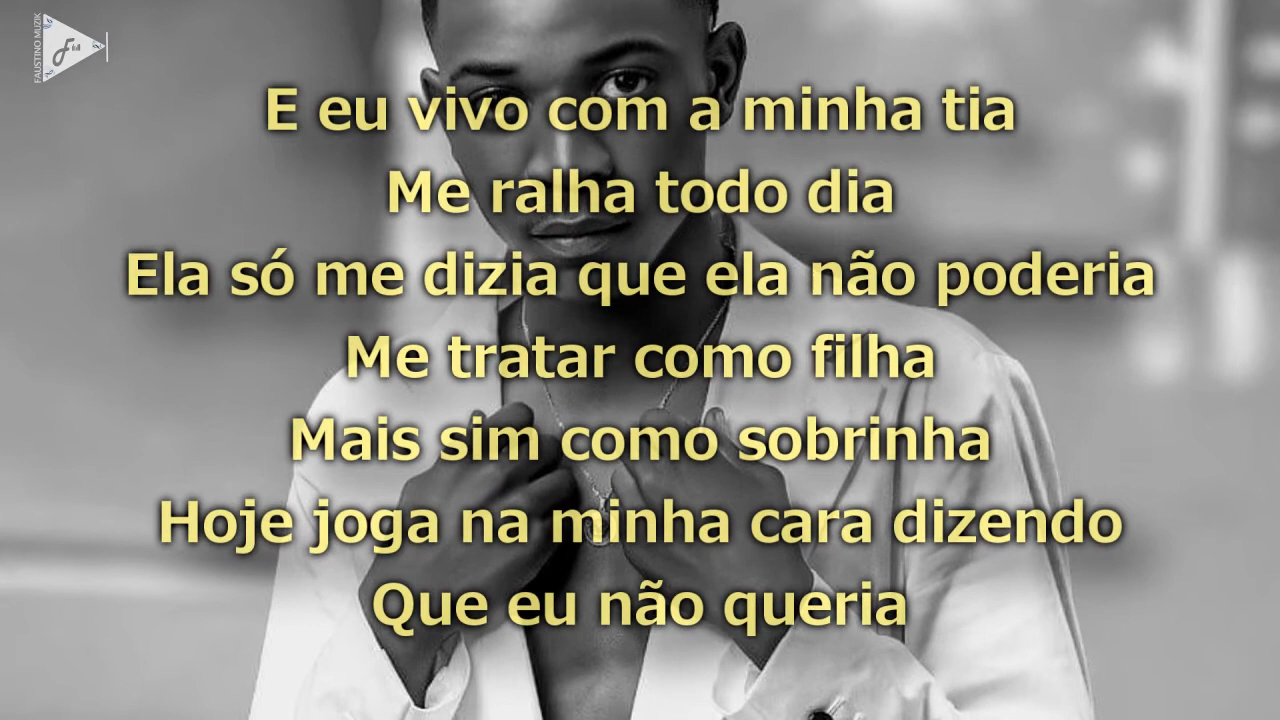 FAUSTINO MUZIK
E eu vivo com a minha tia
Me ralha todo dia
Ela só me dizia que ela não poderia
Me tratar como filha
Mais sim como sobrinha
Hoje joga na minha cara dizendo
Que eu não queria